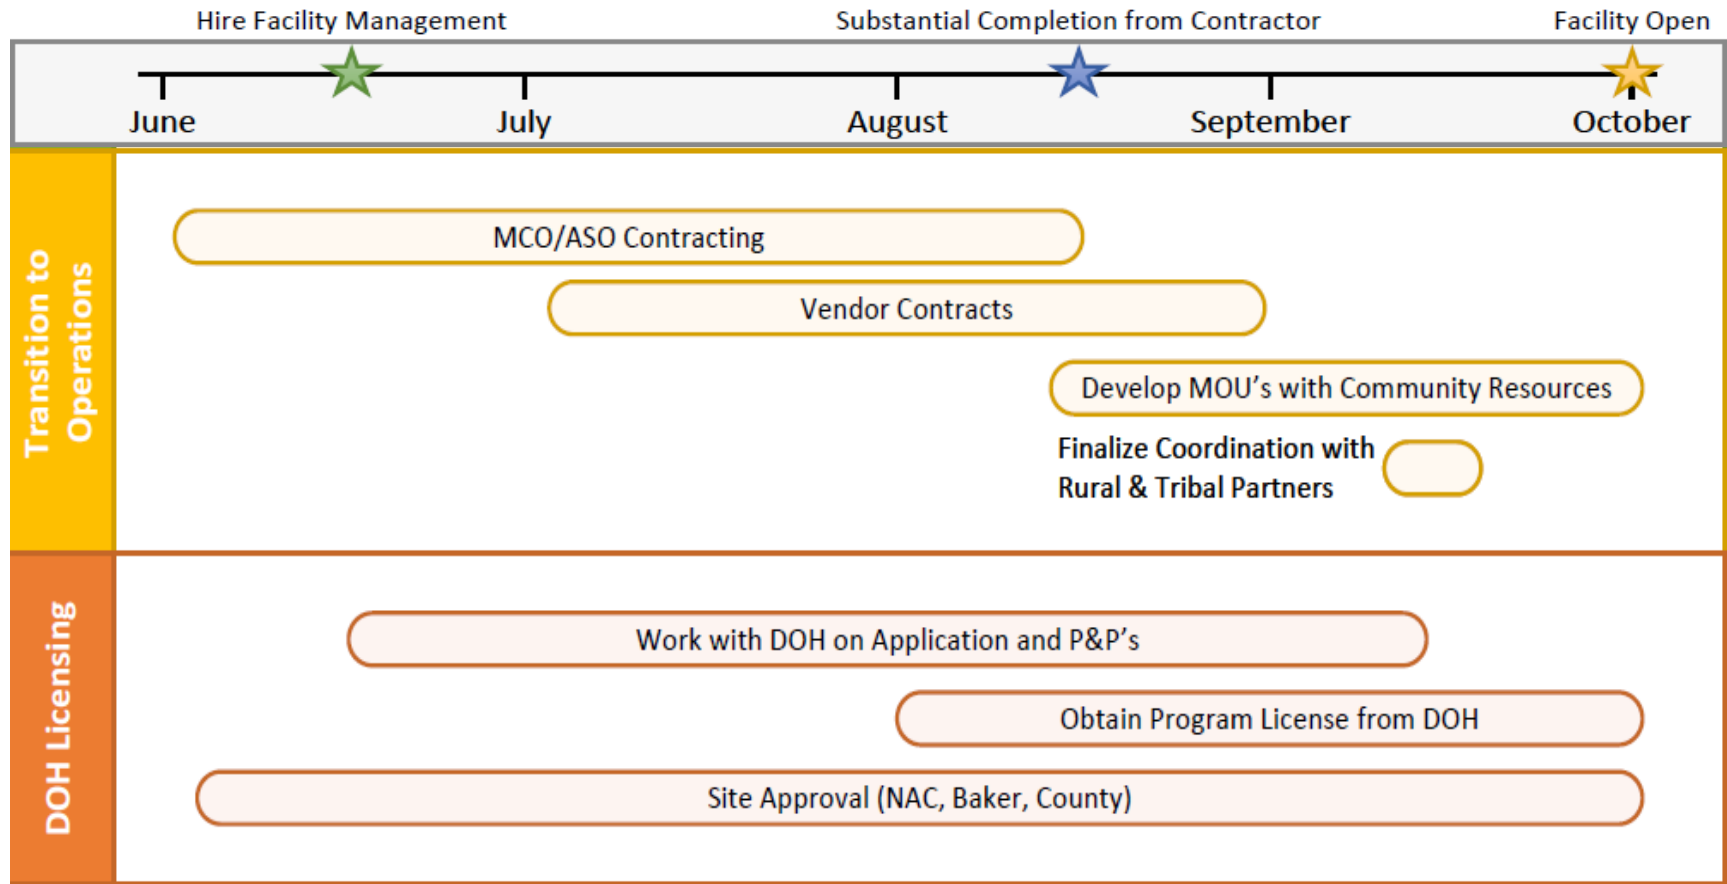 Hire Facility Management
Substantial Completion from Contractor
Facility Open
June
July
August
September
October
Transition to
Operations
MCO/ASO Contracting
Vendor Contracts
Develop MOU’s with Community Resources
Finalize Coordination with
Rural & Tribal Partners
DOH Licensing
Work with DOH on Application and P&P’s
Obtain Program License from DOH
Site Approval (NAC, Baker, County)